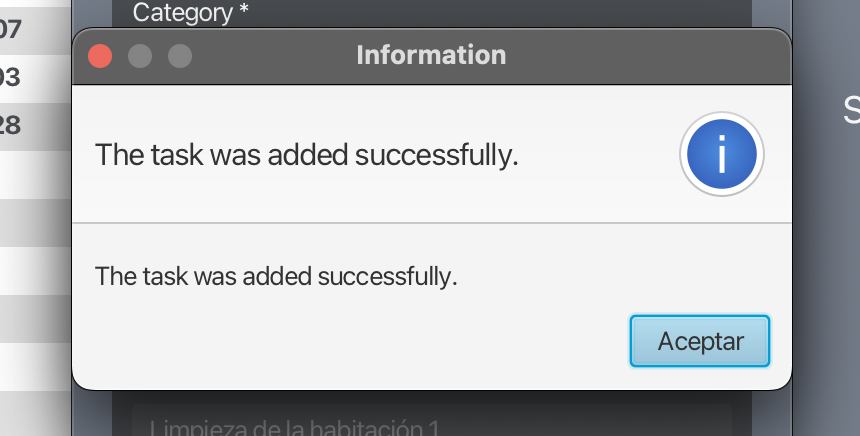 Category *
07
Information
03
28
S
The task was added successfully.
i
The task was added successfully.
Aceptar
Limpieza de la habitación 1